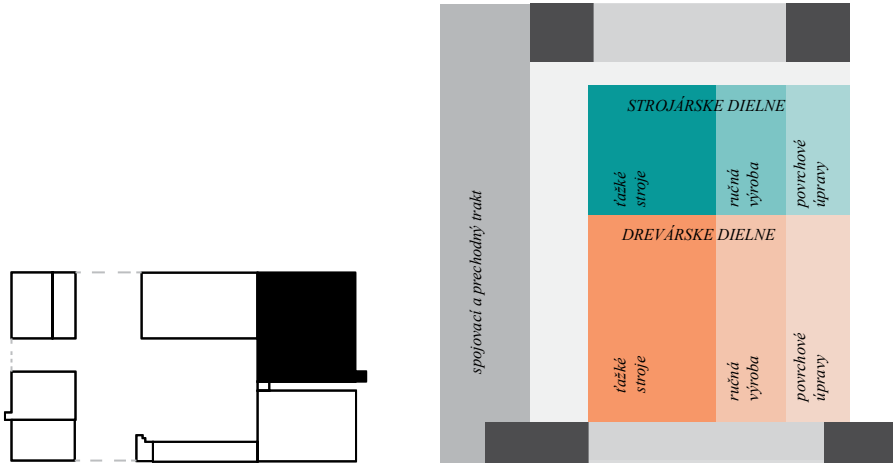 STROJÁRSKE DIELNE
ťažké
stroje
ručná
výroba
povrchové
úpravy
spojovací a prechodný trakt
DREVÁRSKE DIELNE
ťažké
stroje
ručná
výroba
povrchové
úpravy